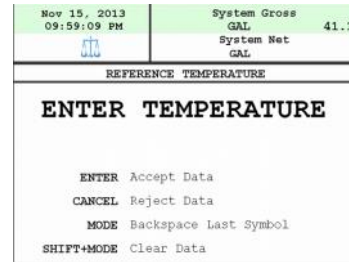 Nov 15, 2013
09:59:09 PM
System Gross
GAL 41.
System Net
GAL
REFERENCE TEMPERATURE
ENTER TEMPERATURE
ENTER Accept Data
CANCEL Reject Data
MODE Backspace Last Symbol
SHIFT+MODE Clear Data